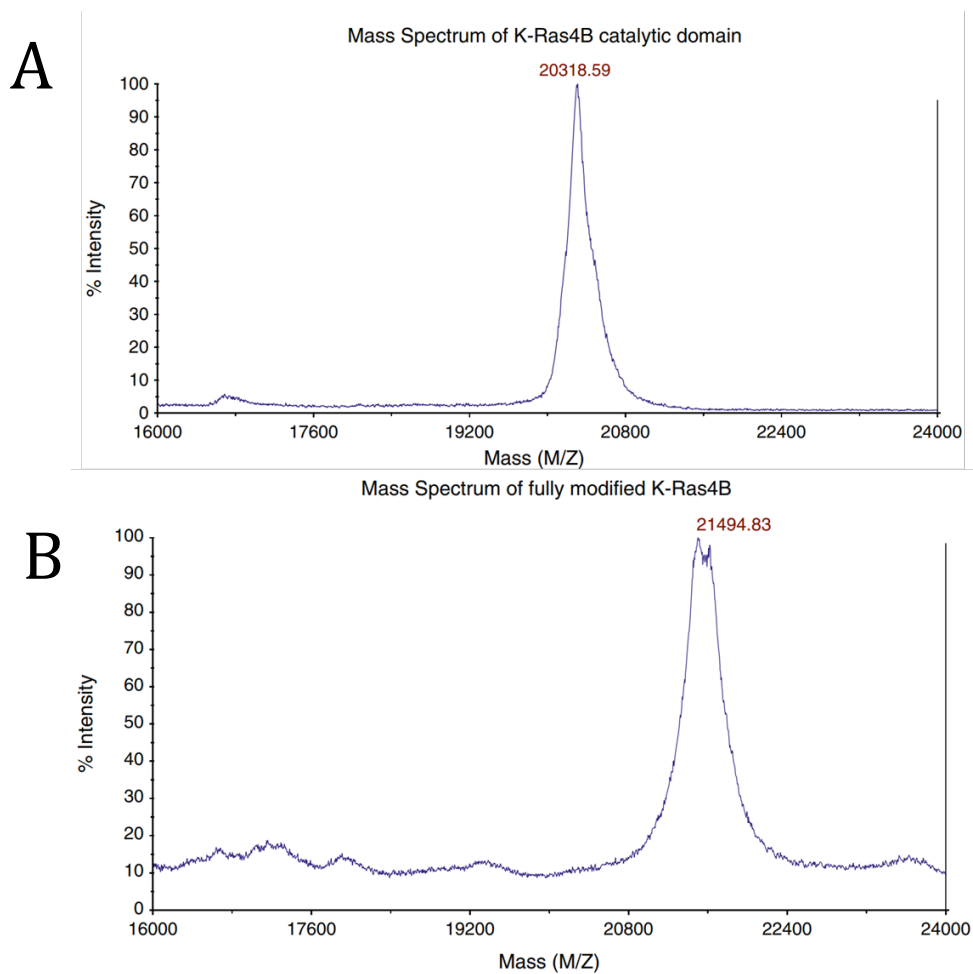 A
Mass Spectrum of K-Ras4B catalytic domain
20318.59
100
90
80
70
60
50
40
30
20
10
0
% Intensity
16000 17600 19200 20800 22400 24000
Mass (M/Z)
B
Mass Spectrum of fully modified K-Ras4B
21494.83
100
90
80
70
60
50
40
30
20
10
0
% Intensity
16000 17600 19200 20800 22400 24000
Mass (M/Z)